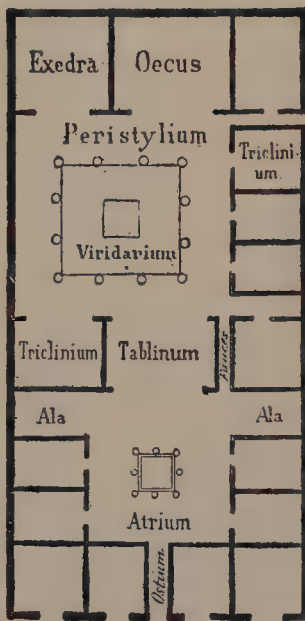 Exedra Oecus
Peristylium
Triclini-
um.
Viridarium
Triclinium Tablinum Fauces
Ala Ala
Atrium
Ostium.